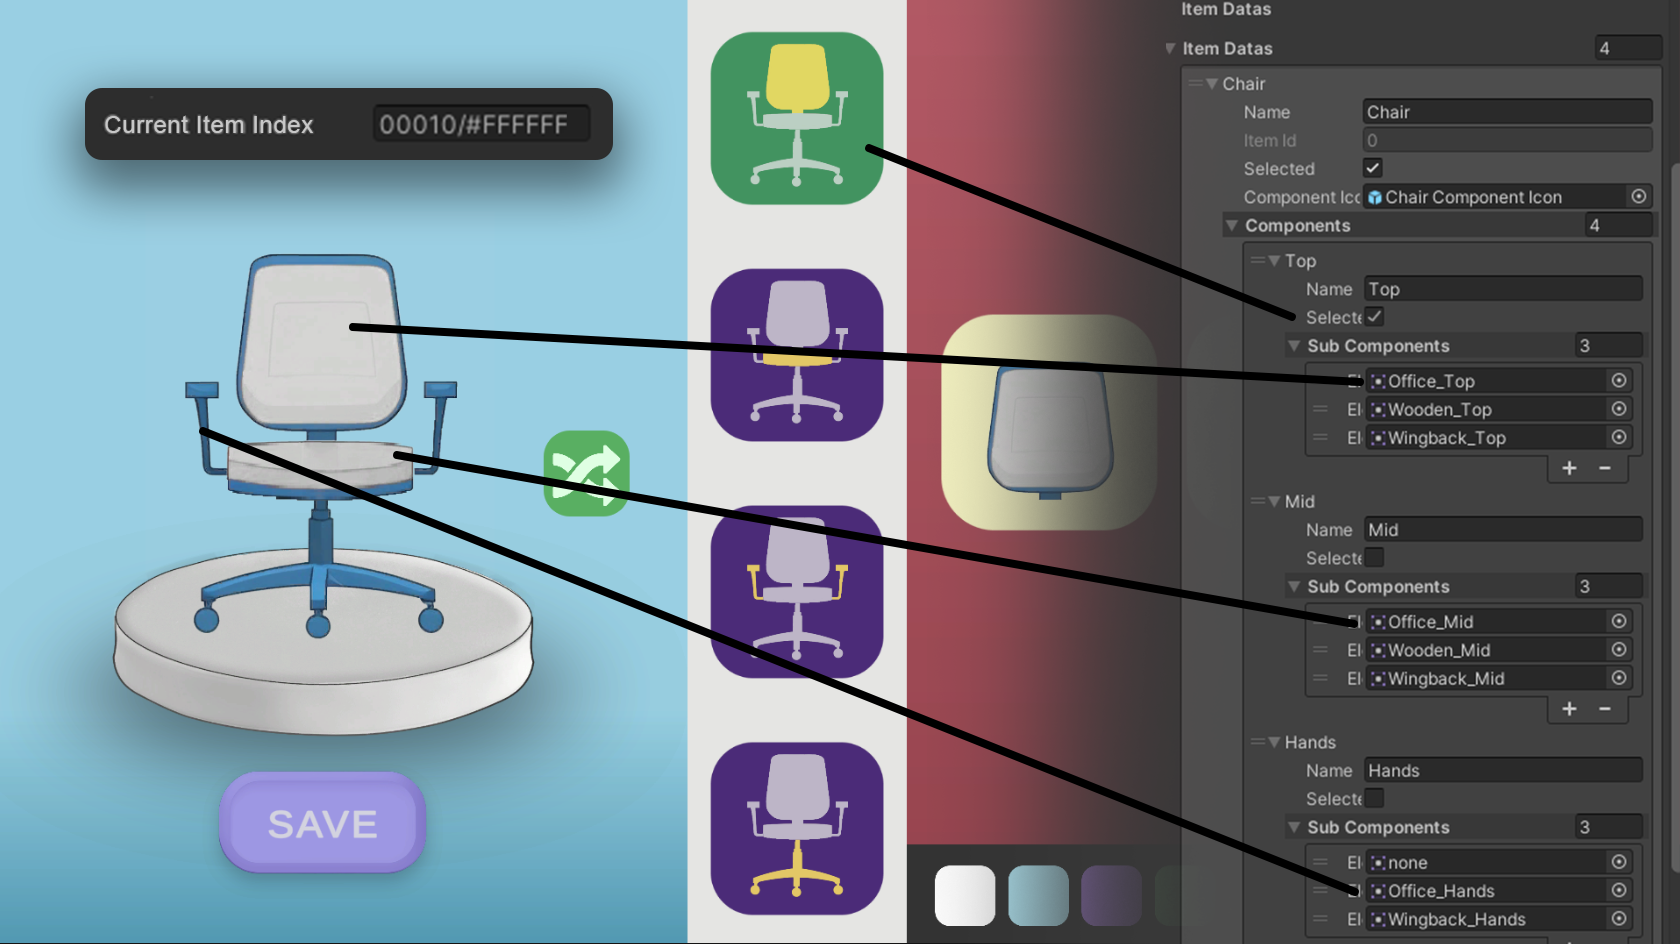 Current Item Index
00010/#FFFFFF
SAVE
Item Datas
Item Datas
4
Chair
Name
Chair
Item Id
0
Selected
Component Icc
Chair Component Icon
Components
4
Top
Name
Top
Selecte
Sub Components
3
El
Office_Top
El
Wooden_Top
El
Wingback_Top
+ −
Mid
Name
Mid
Selecte
Sub Components
3
El
Office_Mid
El
Wooden_Mid
El
Wingback_Mid
+ −
Hands
Name
Hands
Selecte
Sub Components
3
El
none
El
Office_Hands
El
Wingback_Hands